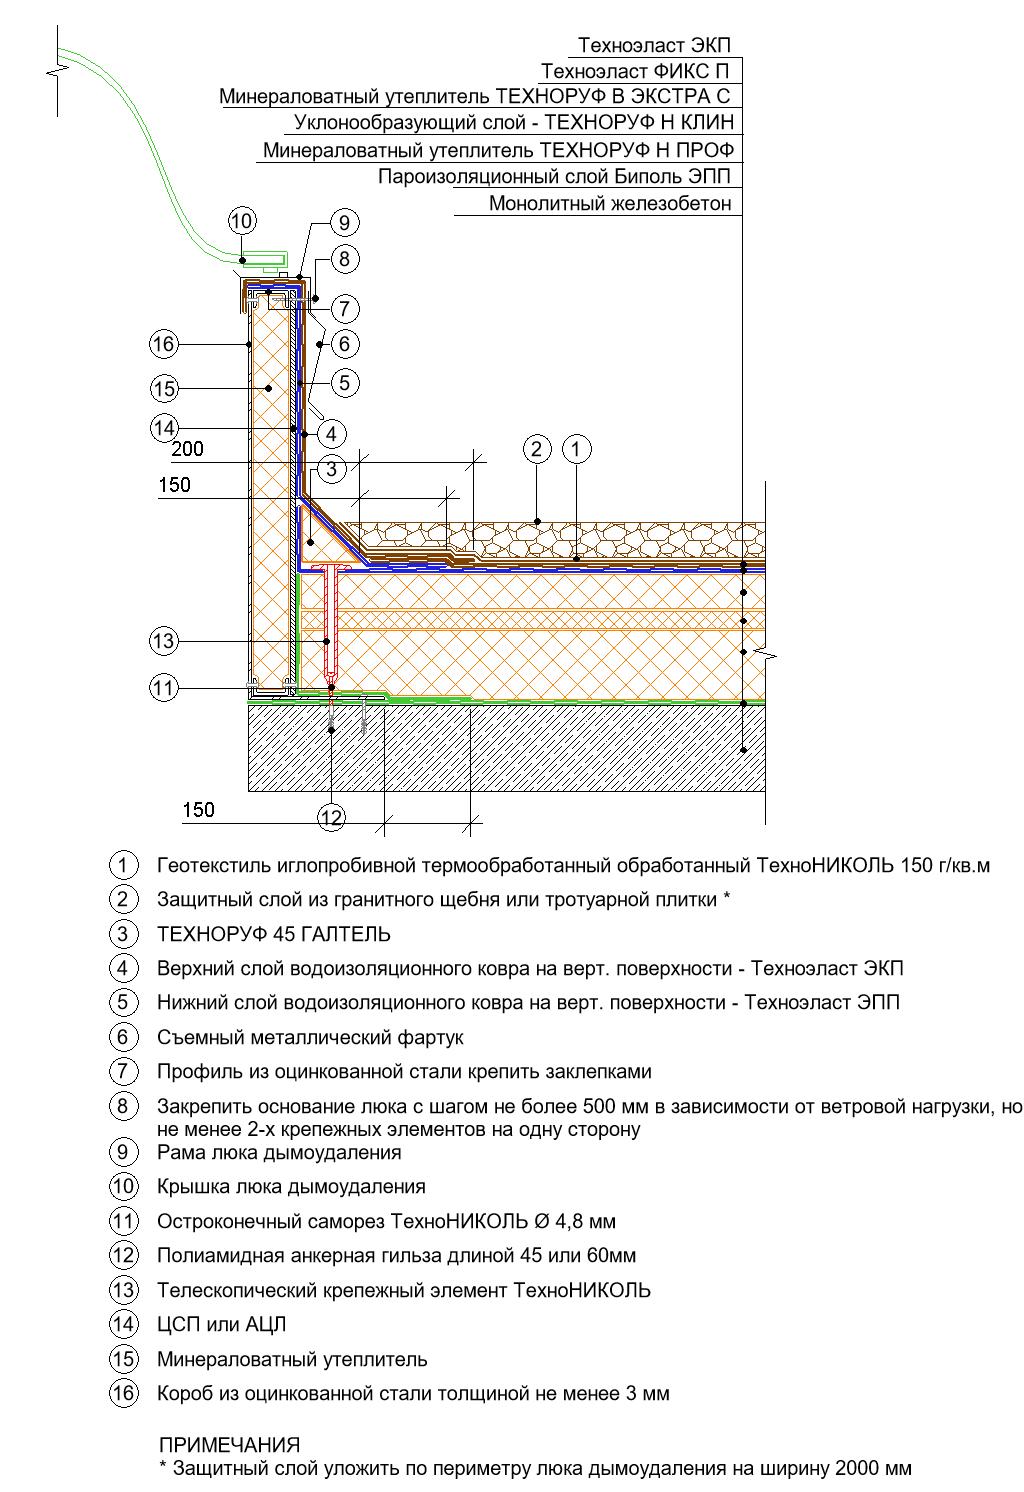 Техноэласт ЭКП
Техноэласт ФИКС П
Минераловатный утеплитель ТЕХНОРУФ В ЭКСТРА С
Уклонообразующий слой - ТЕХНОРУФ Н КЛИН
Минераловатный утеплитель ТЕХНОРУФ Н ПРОФ
Пароизоляционный слой Биполь ЭПП
Монолитный железобетон
10
9
8
7
16
6
15
5
14
4
200
2
1
3
150
13
11
150
12
1 Геотекстиль иглопробивной термообработанный обработанный ТехноНИКОЛЬ 150 г/кв.м
2 Защитный слой из гранитного щебня или тротуарной плитки *
3 ТЕХНОРУФ 45 ГАЛТЕЛЬ
4 Верхний слой водоизоляционного ковра на верт. поверхности - Техноэласт ЭКП
5 Нижний слой водоизоляционного ковра на верт. поверхности - Техноэласт ЭПП
6 Съемный металлический фартук
7 Профиль из оцинкованной стали крепить заклепками
8 Закрепить основание люка с шагом не более 500 мм в зависимости от ветровой нагрузки, но
не менее 2-х крепежных элементов на одну сторону
9 Рама люка дымоудаления
10 Крышка люка дымоудаления
11 Остроконечный саморез ТехноНИКОЛЬ Ø 4,8 мм
12 Полиамидная анкерная гильза длиной 45 или 60мм
13 Телескопический крепежный элемент ТехноНИКОЛЬ
14 ЦСП или АЦЛ
15 Минераловатный утеплитель
16 Короб из оцинкованной стали толщиной не менее 3 мм
ПРИМЕЧАНИЯ
* Защитный слой уложить по периметру люка дымоудаления на ширину 2000 мм